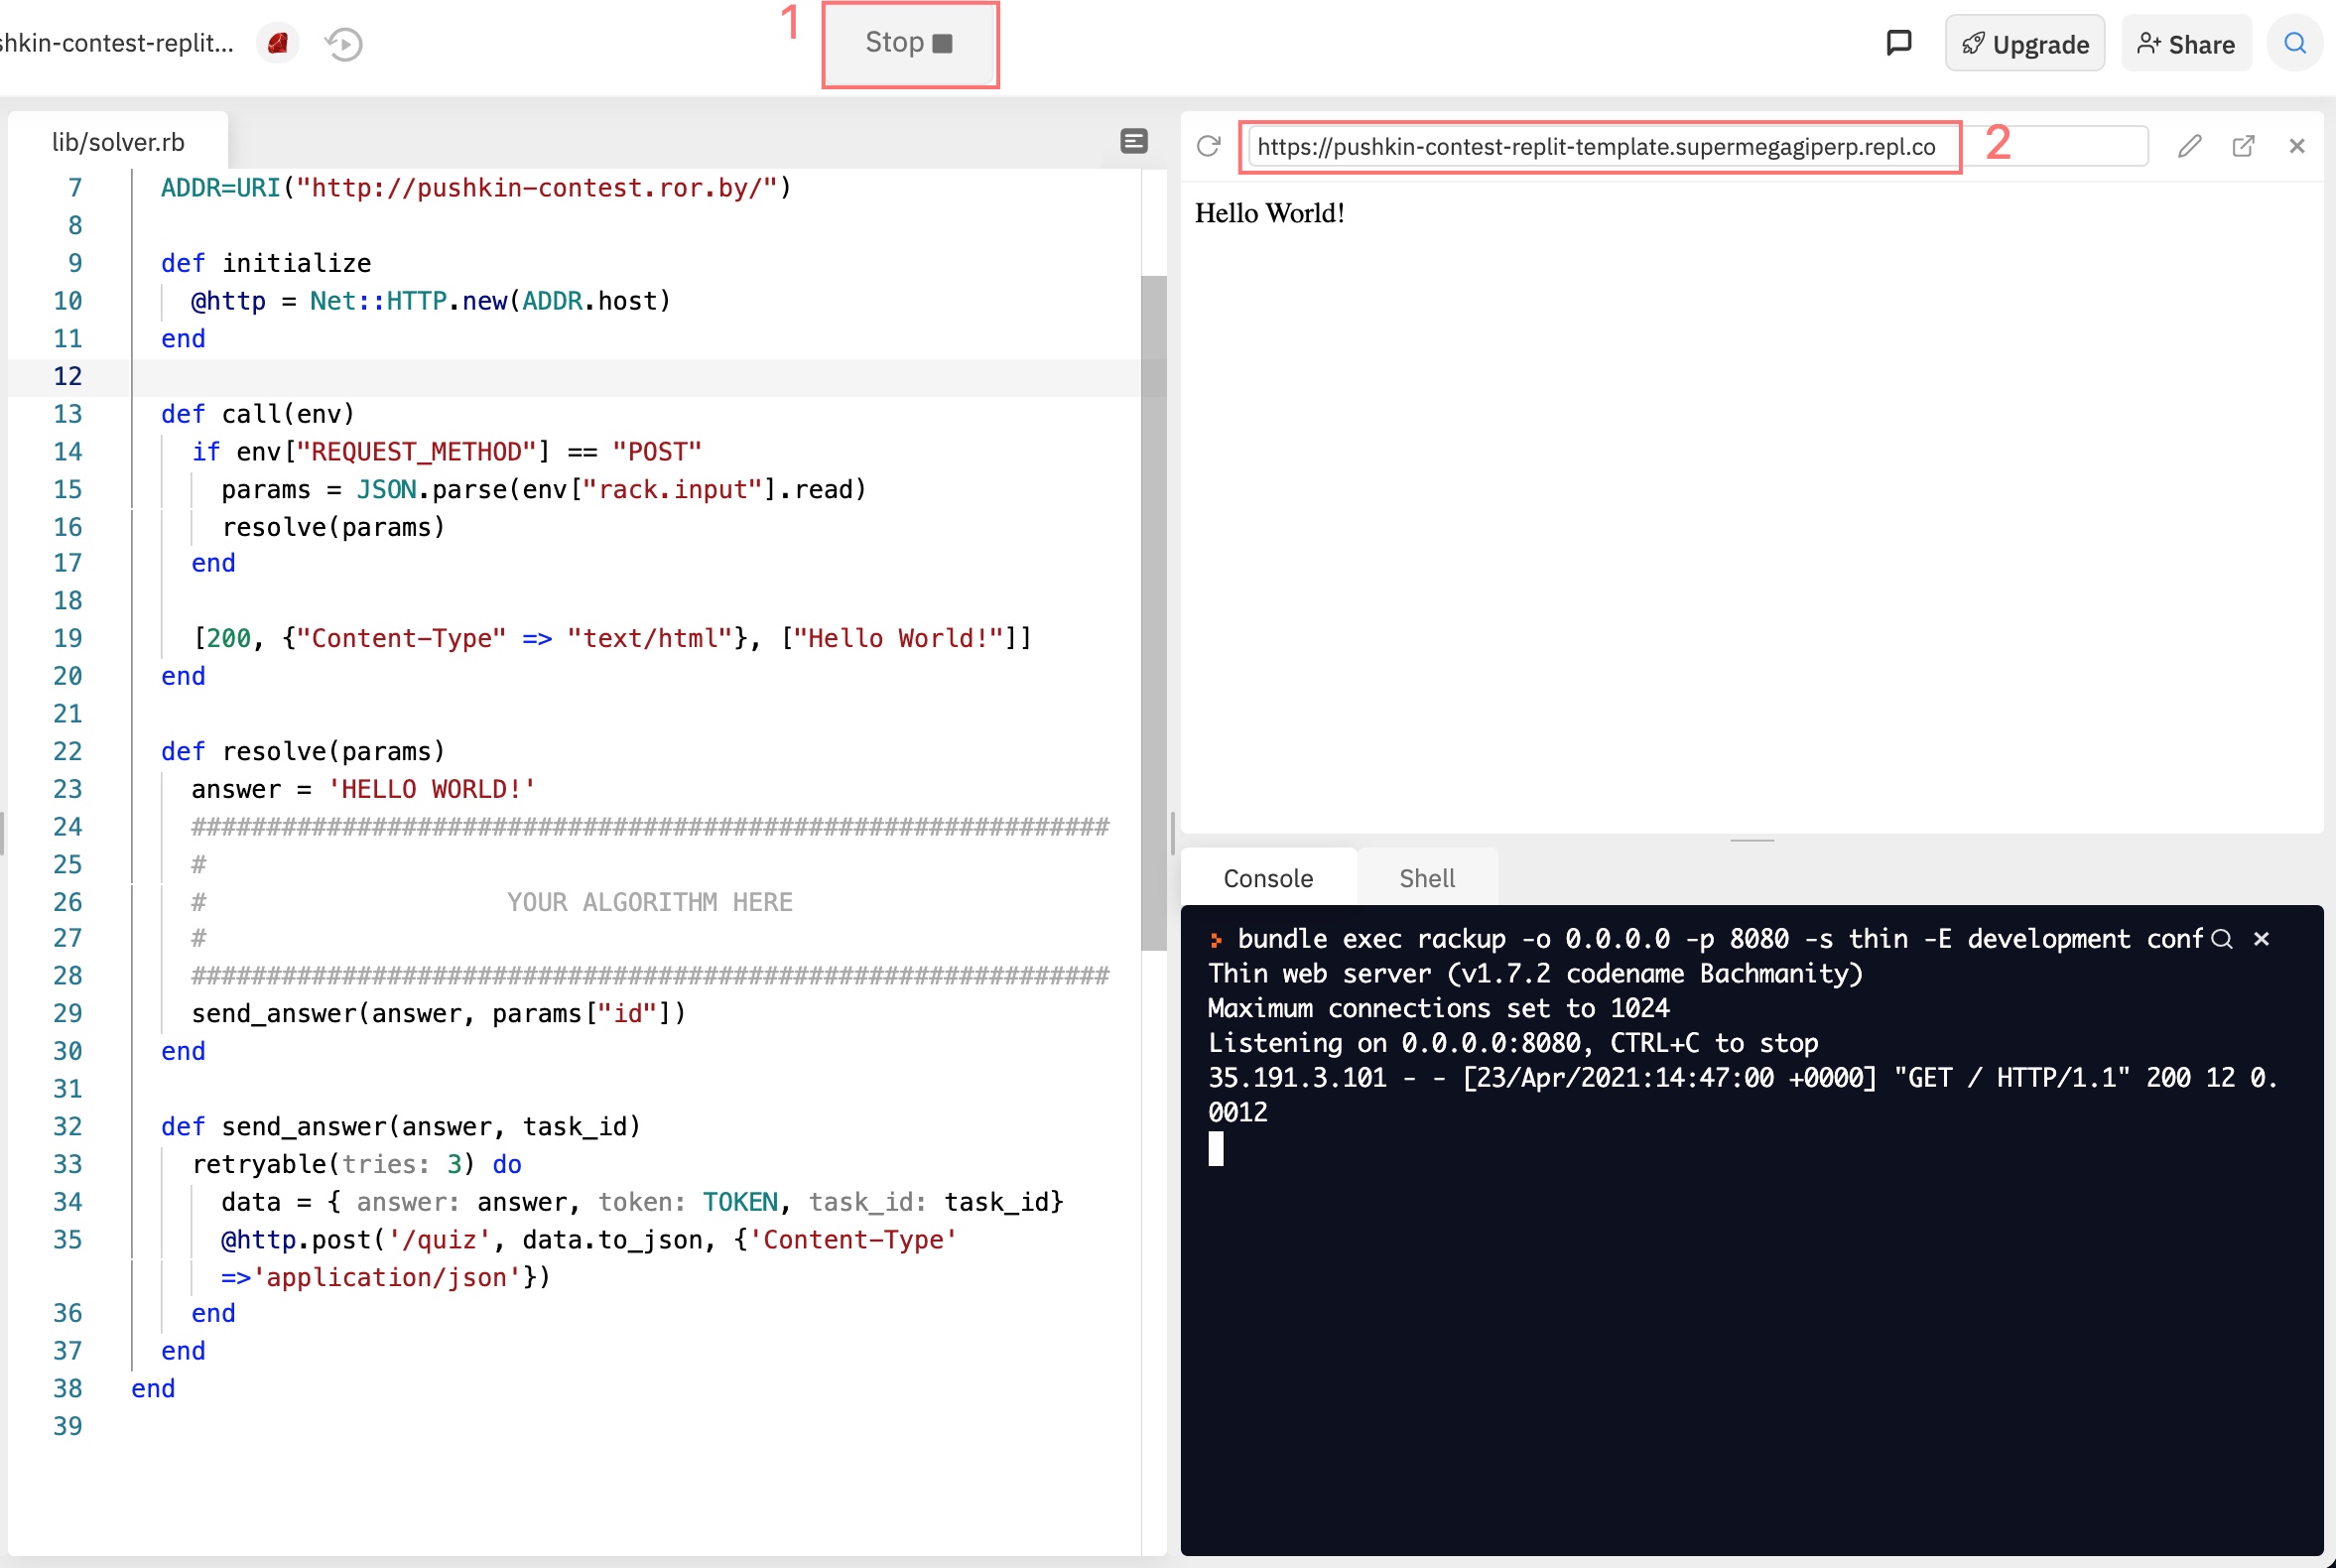 shkin-contest-replit...
1
Stop
Upgrade
Share
lib/solver.rb
7 ADDR=URI("http://pushkin-contest.ror.by/")
8
9 def initialize
10 @http = Net::HTTP.new(ADDR.host)
11 end
12
13 def call(env)
14 if env["REQUEST_METHOD"] == "POST"
15 params = JSON.parse(env["rack.input"].read)
16 resolve(params)
17 end
18
19 [200, {"Content-Type" => "text/html"}, ["Hello World!"]]
20 end
21
22 def resolve(params)
23 answer = 'HELLO WORLD!'
24 #############################################################
25 #
26 # YOUR ALGORITHM HERE
27 #
28 #############################################################
29 send_answer(answer, params["id"])
30 end
31
32 def send_answer(answer, task_id)
33 retryable(tries: 3) do
34 data = { answer: answer, token: TOKEN, task_id: task_id}
35 @http.post('/quiz', data.to_json, {'Content-Type'
=>'application/json'})
36 end
37 end
38 end
39
https://pushkin-contest-replit-template.supermegagiperp.repl.co
2
Hello World!
Console
Shell
bundle exec rackup -o 0.0.0.0 -p 8080 -s thin -E development conf
Thin web server (v1.7.2 codename Bachmanity)
Maximum connections set to 1024
Listening on 0.0.0.0:8080, CTRL+C to stop
35.191.3.101 - - [23/Apr/2021:14:47:00 +0000] "GET / HTTP/1.1" 200 12 0.
0012